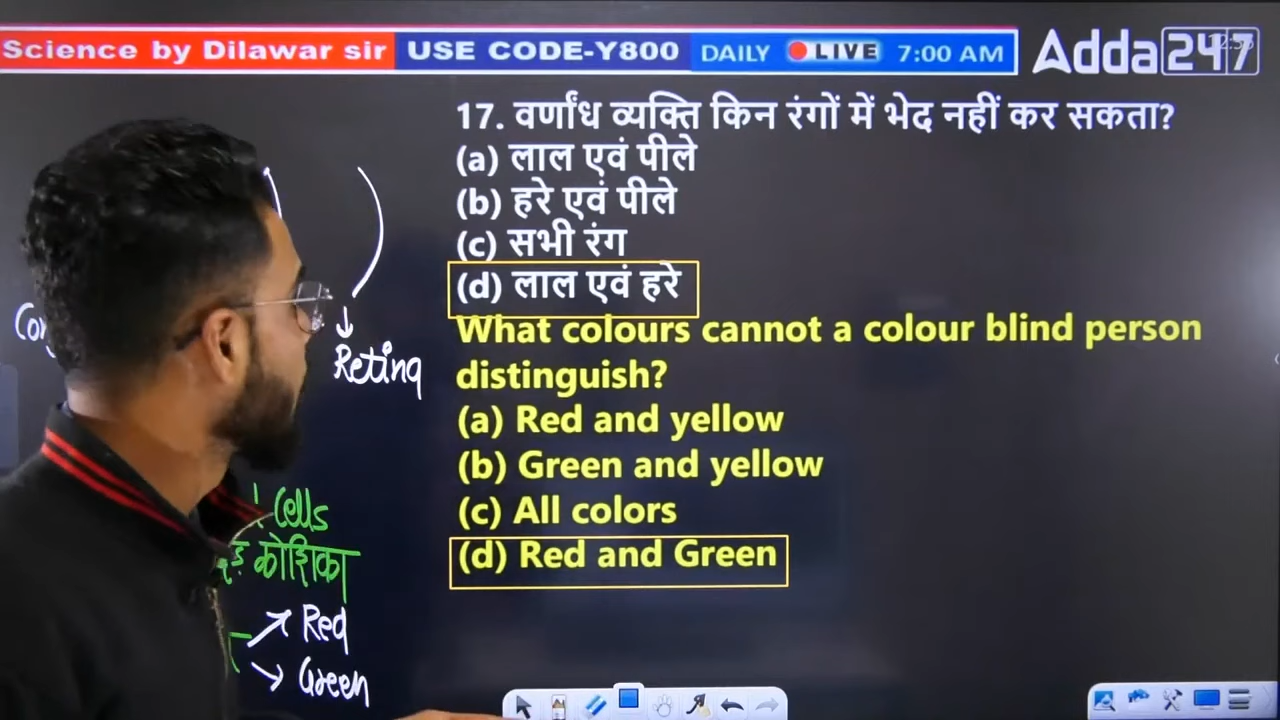 Science by Dilawar sir USE CODE-Y800 DAILY LIVE 7:00 AM Adda247
17. वर्णांध व्यक्ति किन रंगों में भेद नहीं कर सकता?
(a) लाल एवं पीले
(b) हरे एवं पीले
(c) सभी रंग
(d) लाल एवं हरे
What colours cannot a colour blind person
distinguish?
(a) Red and yellow
(b) Green and yellow
(c) All colors
(d) Red and Green
Retina
Cells
कोशिका
Red
Green